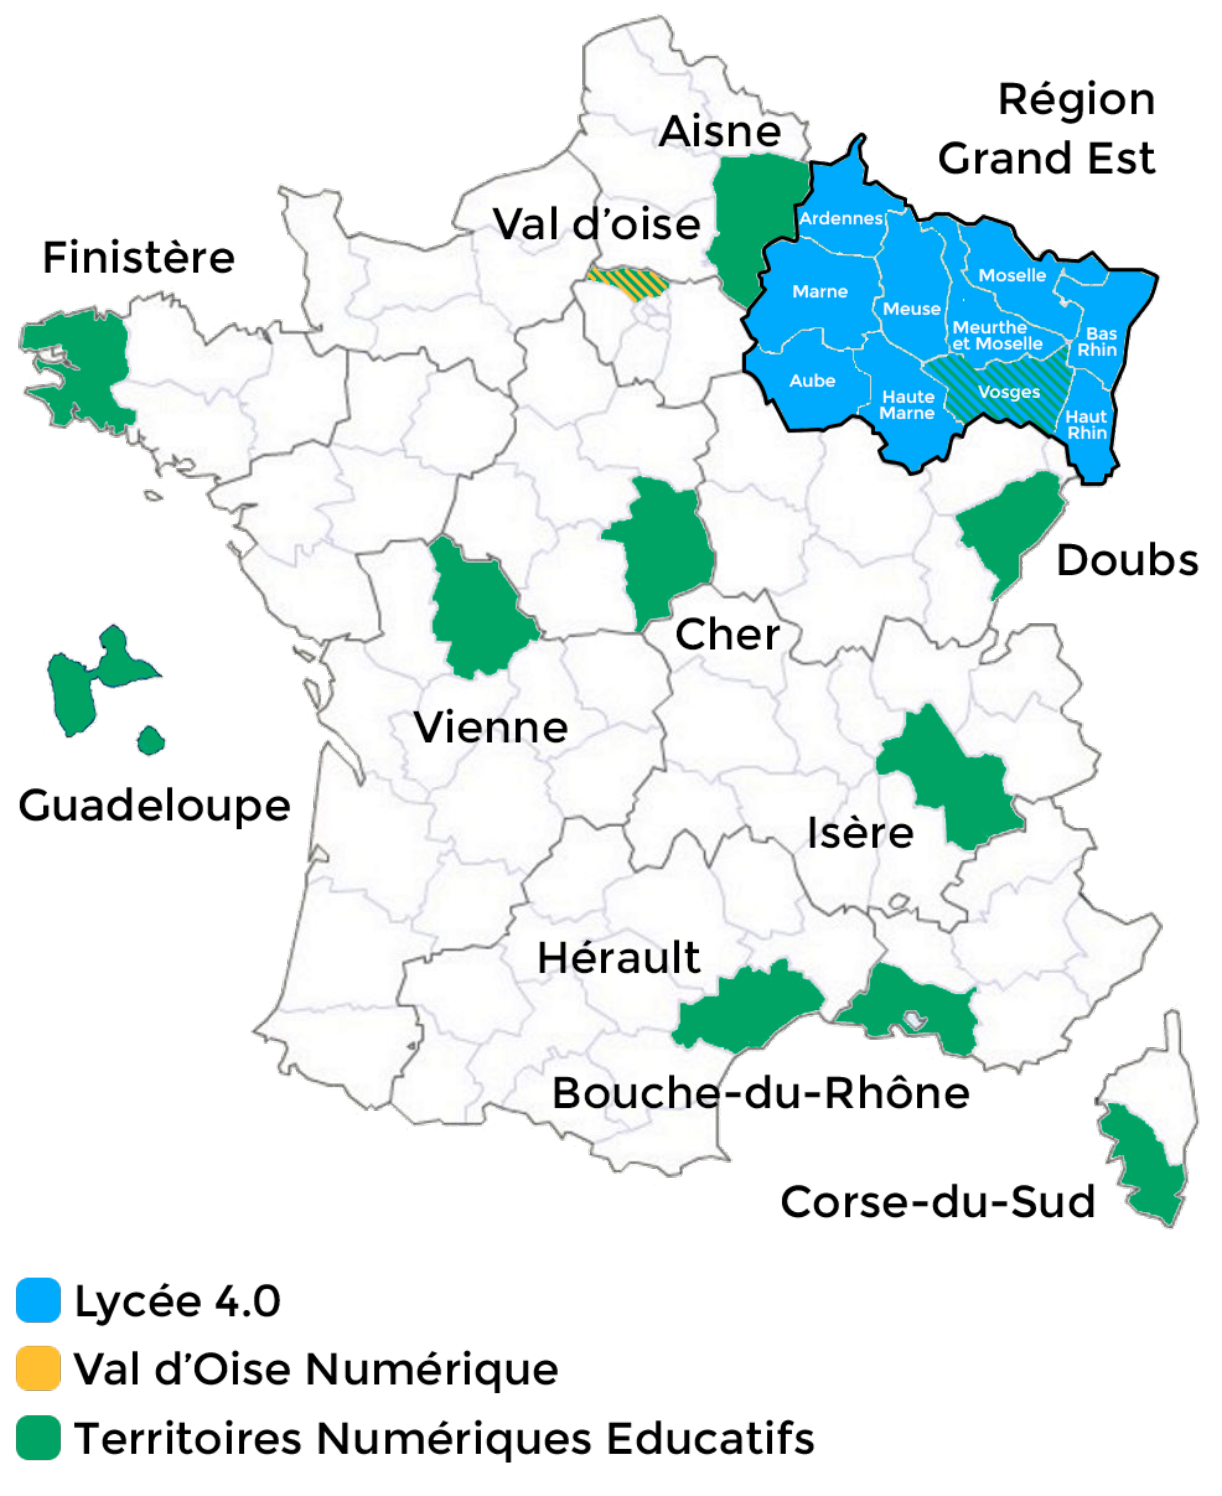 Région
Grand Est
Aisne
Val d'oise
Finistère
Ardennes
Moselle
Marne
Meuse
Meurthe
et Moselle
Bas
Rhin
Aube
Vosges
Haute
Marne
Haut
Rhin
Doubs
Cher
Vienne
Guadeloupe
Isère
Hérault
Bouche-du-Rhône
Corse-du-Sud
Lycée 4.0
Val d'Oise Numérique
Territoires Numériques Educatifs